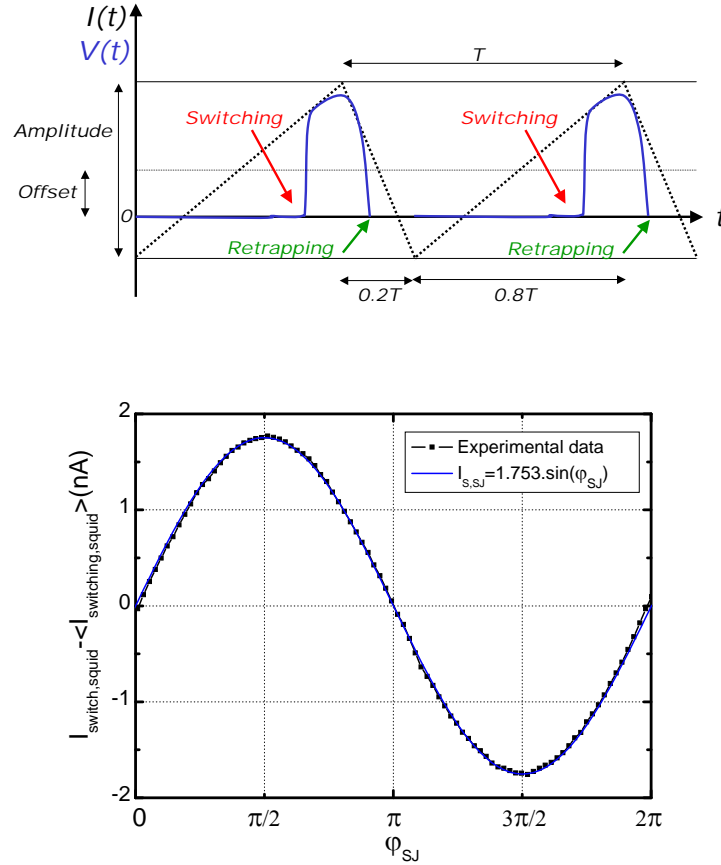 I(t)
V(t)
T
Switching
Switching
Amplitude
Offset
0
t
Retrapping
Retrapping
0.2T
0.8T
2
1
0
-1
-2
I_switch,squid-<I_switching,squid>(nA)
Experimental data
I_S,SJ=1.753.sin(φ_SJ)
0
π/2
π
3π/2
2π
φ_SJ